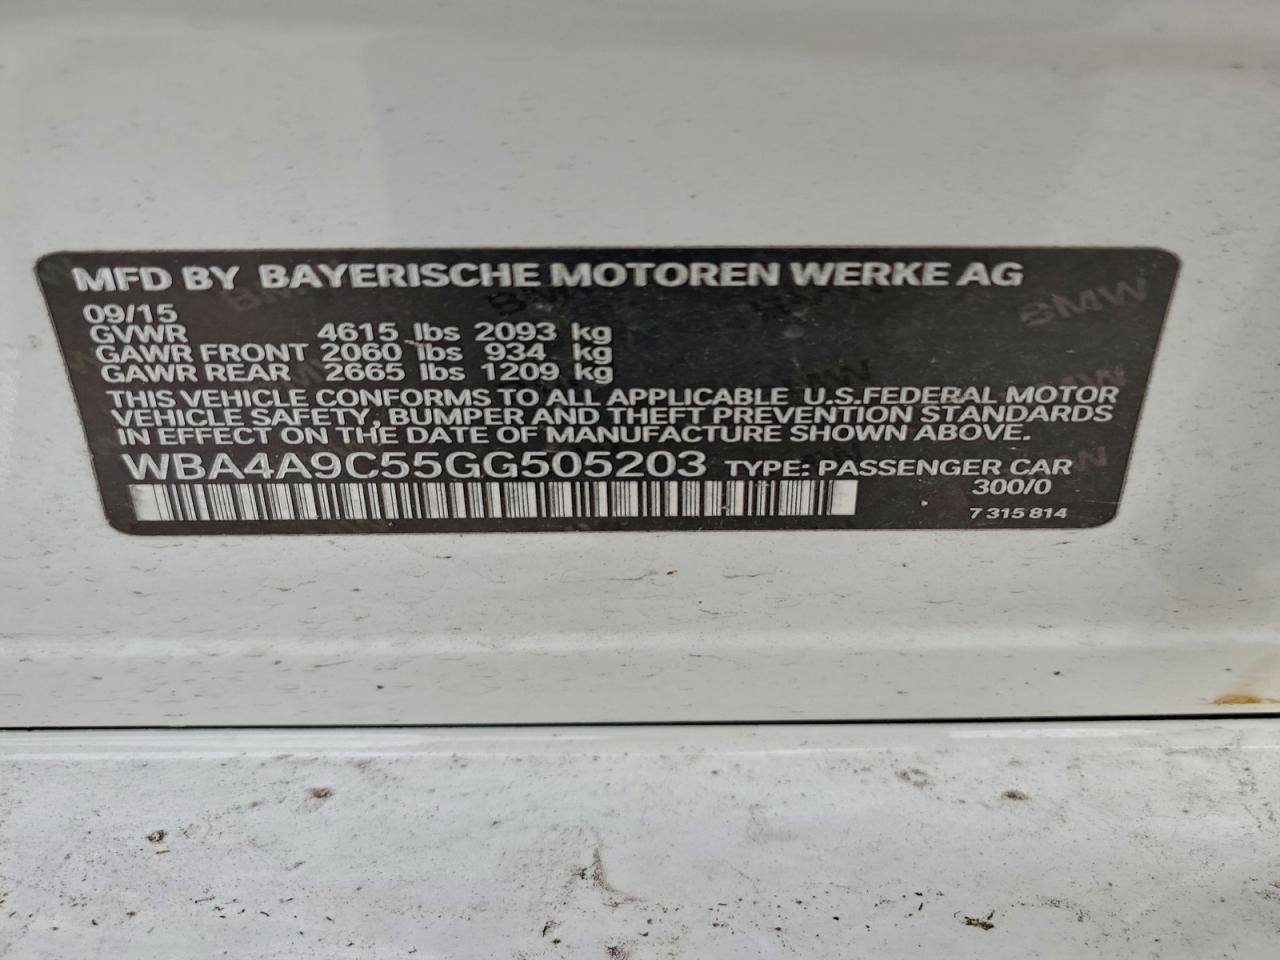 MFD BY BAYERISCHE MOTOREN WERKE AG
09/15
GVWR 4615 lbs 2093 kg
GAWR FRONT 2060 lbs 934 kg
GAWR REAR 2665 lbs 1209 kg
THIS VEHICLE CONFORMS TO ALL APPLICABLE U.S.FEDERAL MOTOR
VEHICLE SAFETY, BUMPER AND THEFT PREVENTION STANDARDS
IN EFFECT ON THE DATE OF MANUFACTURE SHOWN ABOVE.
WBA4A9C55GG505203 TYPE: PASSENGER CAR
300/0
7 315 814
BMW